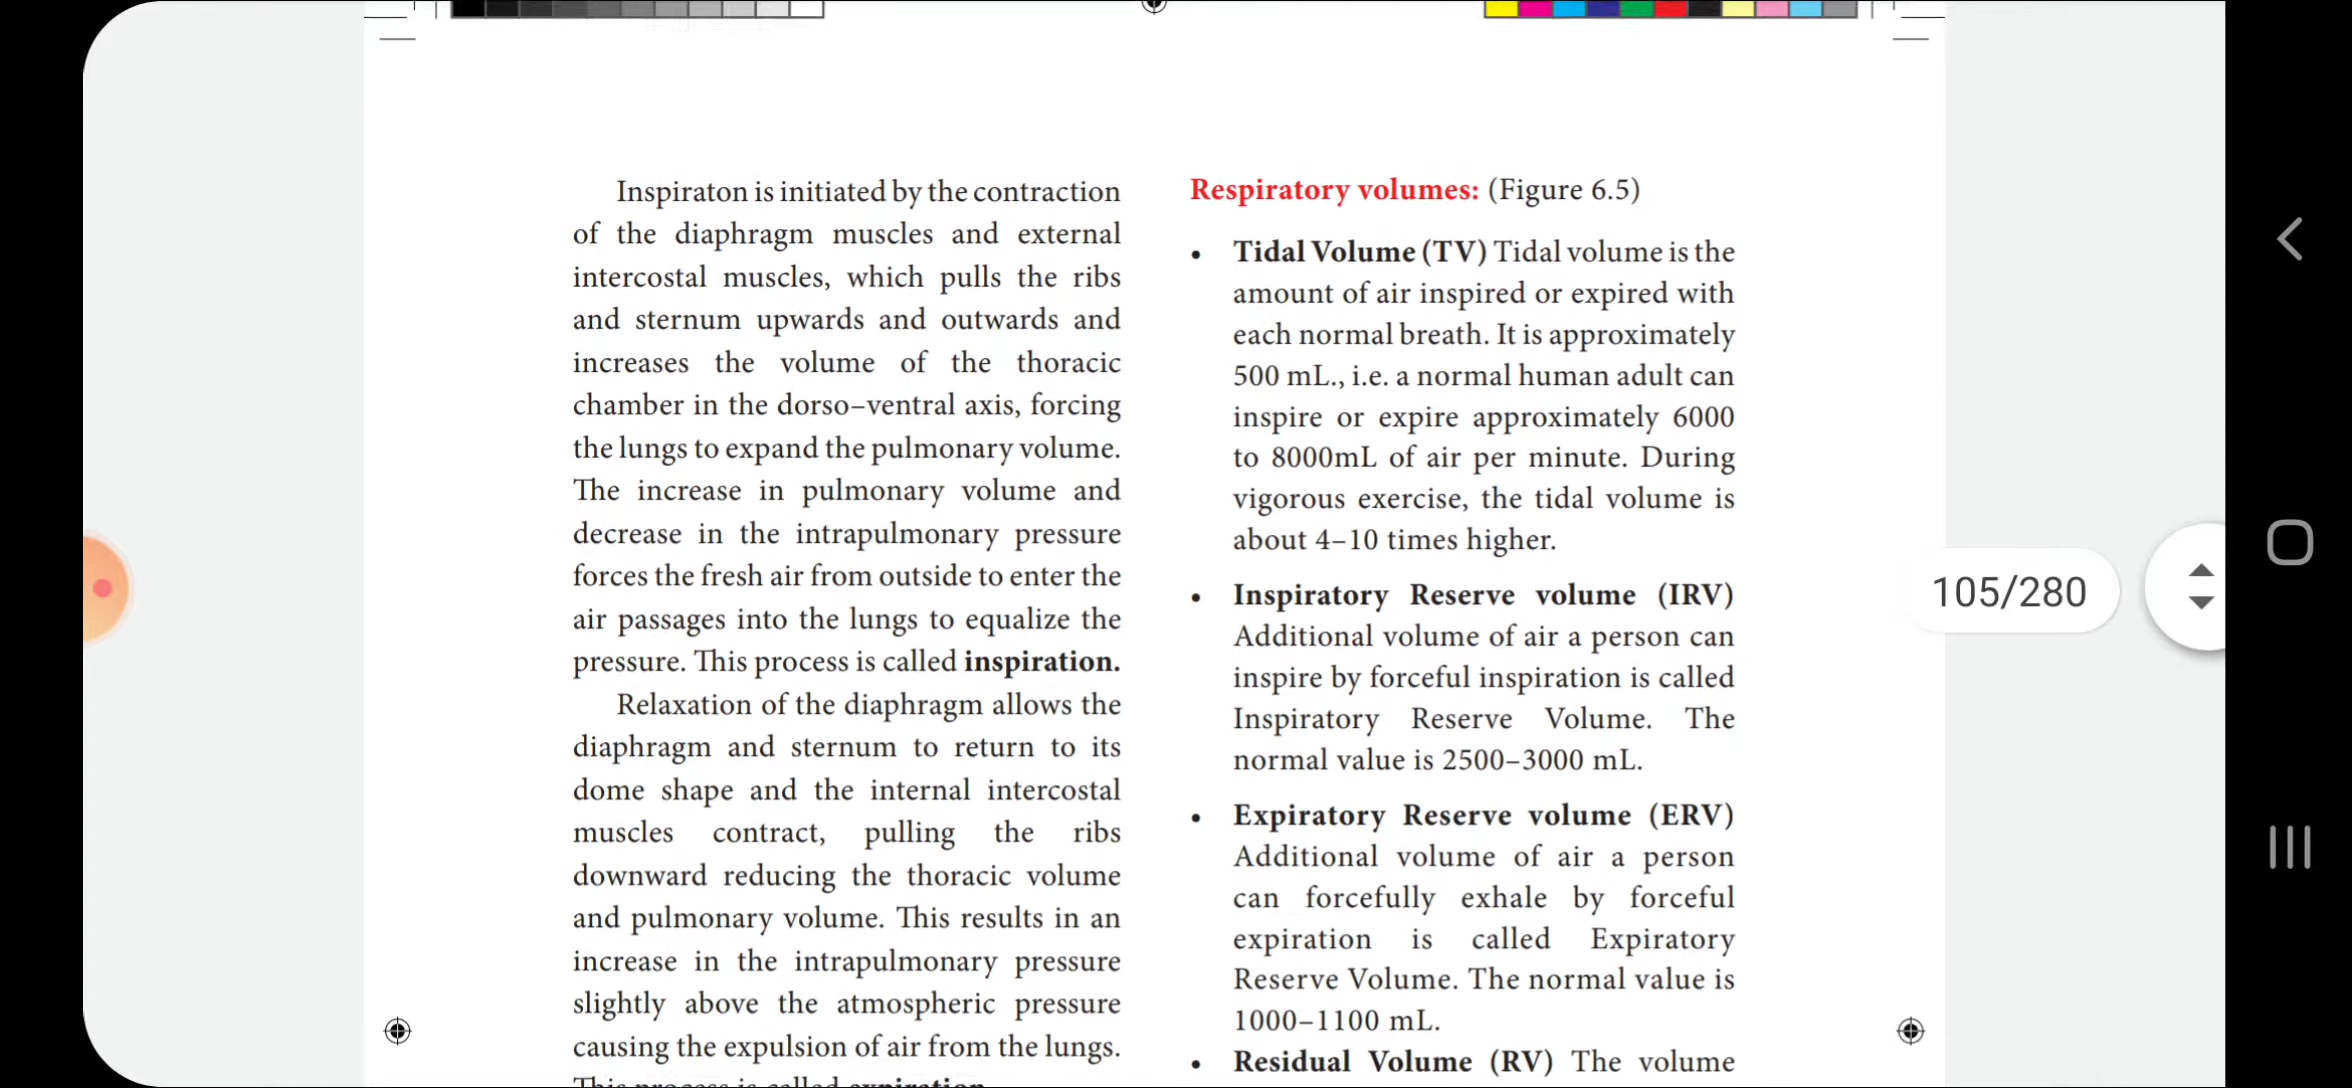 Inspiraton is initiated by the contraction
of the diaphragm muscles and external
intercostal muscles, which pulls the ribs
and sternum upwards and outwards and
increases the volume of the thoracic
chamber in the dorso–ventral axis, forcing
the lungs to expand the pulmonary volume.
The increase in pulmonary volume and
decrease in the intrapulmonary pressure
forces the fresh air from outside to enter the
air passages into the lungs to equalize the
pressure. This process is called inspiration.
Relaxation of the diaphragm allows the
diaphragm and sternum to return to its
dome shape and the internal intercostal
muscles contract, pulling the ribs
downward reducing the thoracic volume
and pulmonary volume. This results in an
increase in the intrapulmonary pressure
slightly above the atmospheric pressure
causing the expulsion of air from the lungs.
This process is called expiration.
Respiratory volumes: (Figure 6.5)
• Tidal Volume (TV) Tidal volume is the
amount of air inspired or expired with
each normal breath. It is approximately
500 mL., i.e. a normal human adult can
inspire or expire approximately 6000
to 8000mL of air per minute. During
vigorous exercise, the tidal volume is
about 4–10 times higher.
• Inspiratory Reserve volume (IRV)
Additional volume of air a person can
inspire by forceful inspiration is called
Inspiratory Reserve Volume. The
normal value is 2500–3000 mL.
• Expiratory Reserve volume (ERV)
Additional volume of air a person
can forcefully exhale by forceful
expiration is called Expiratory
Reserve Volume. The normal value is
1000–1100 mL.
• Residual Volume (RV) The volume
105/280